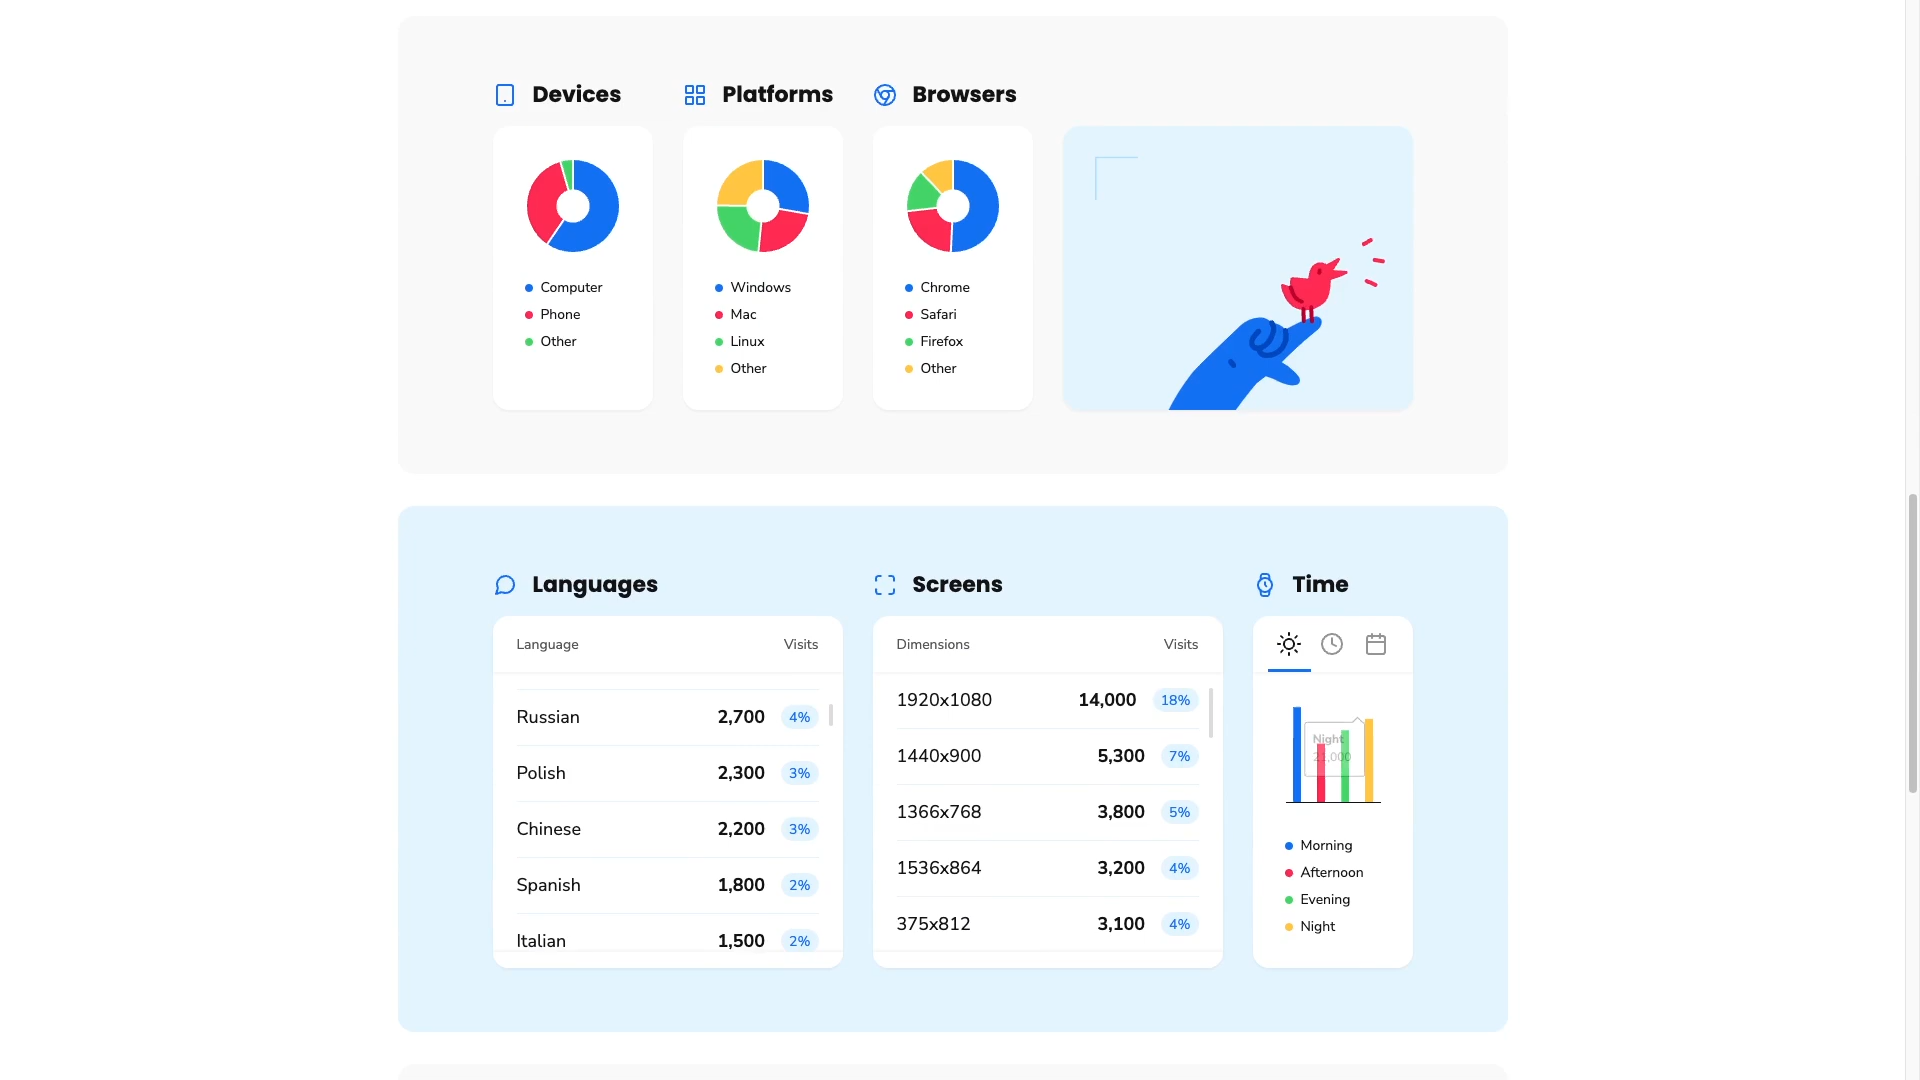 Devices
Platforms
Browsers
Computer
Phone
Other
Windows
Mac
Linux
Other
Chrome
Safari
Firefox
Other
Languages
Language Visits
Russian 2,700 4%
Polish 2,300 3%
Chinese 2,200 3%
Spanish 1,800 2%
Italian 1,500 2%
Screens
Dimensions Visits
1920x1080 14,000 18%
1440x900 5,300 7%
1366x768 3,800 5%
1536x864 3,200 4%
375x812 3,100 4%
Time
Night
21,000
Morning
Afternoon
Evening
Night